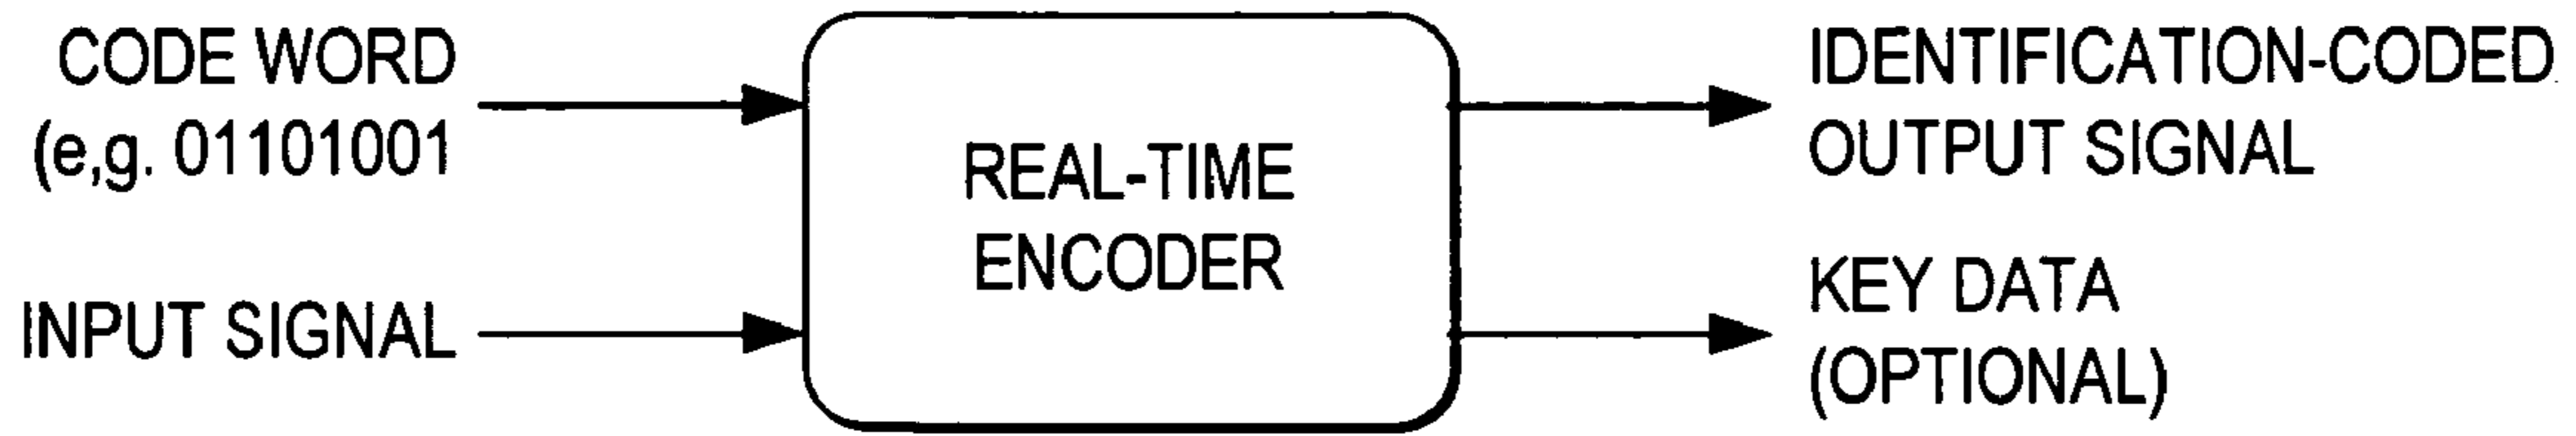 CODE WORD
(e,g. 01101001
INPUT SIGNAL
REAL-TIME
ENCODER
IDENTIFICATION-CODED
OUTPUT SIGNAL
KEY DATA
(OPTIONAL)